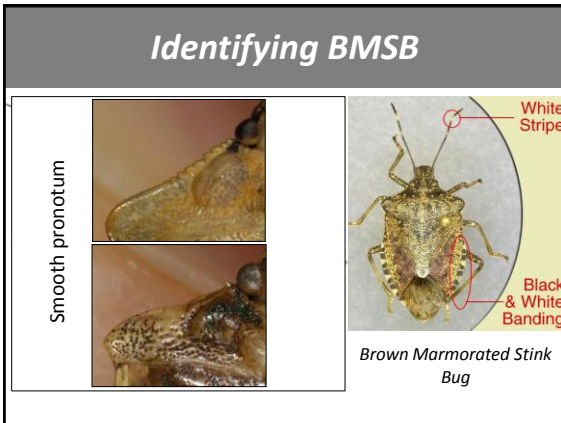 Identifying BMSB
Smooth pronotum
White
Stripe
Black
& White
Banding
Brown Marmorated Stink
Bug